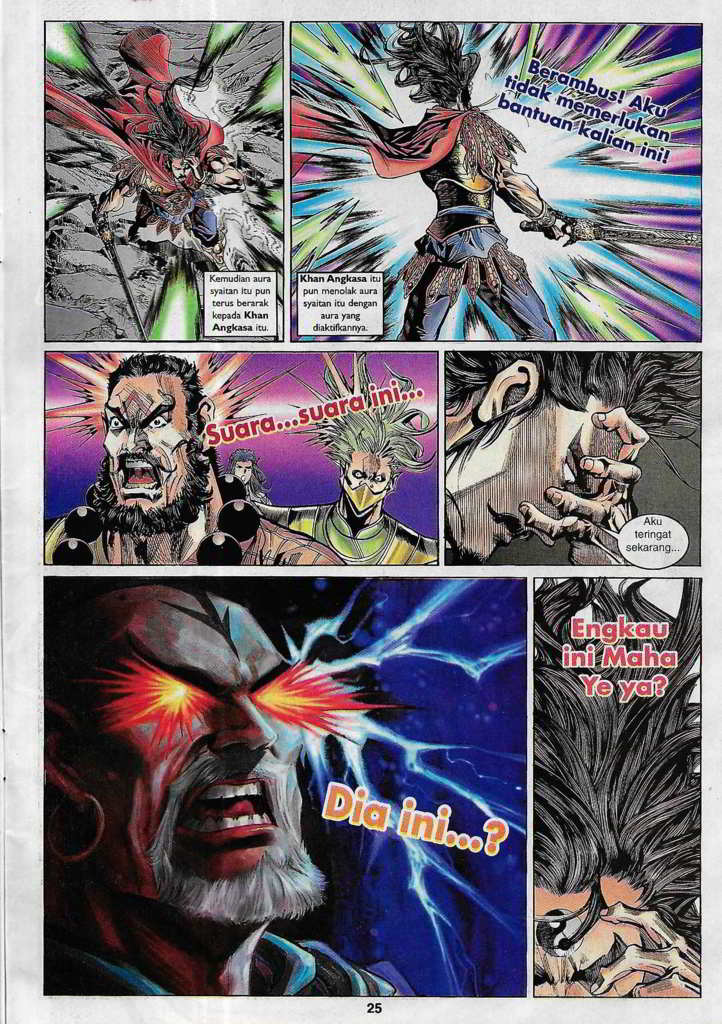 Kemudian aura
syaitan itu pun
terus berarak
kepada Khan
Angkasa itu.
Berambus! Aku
tidak memerlukan
bantuan kalian ini!
Khan Angkasa itu
pun menolak aura
syaitan itu dengan
aura yang
diaktifkannya.
Suara...suara ini...
Aku
teringat
sekarang...
Dia ini...?
Engkau
ini Maha
Ye ya?
25